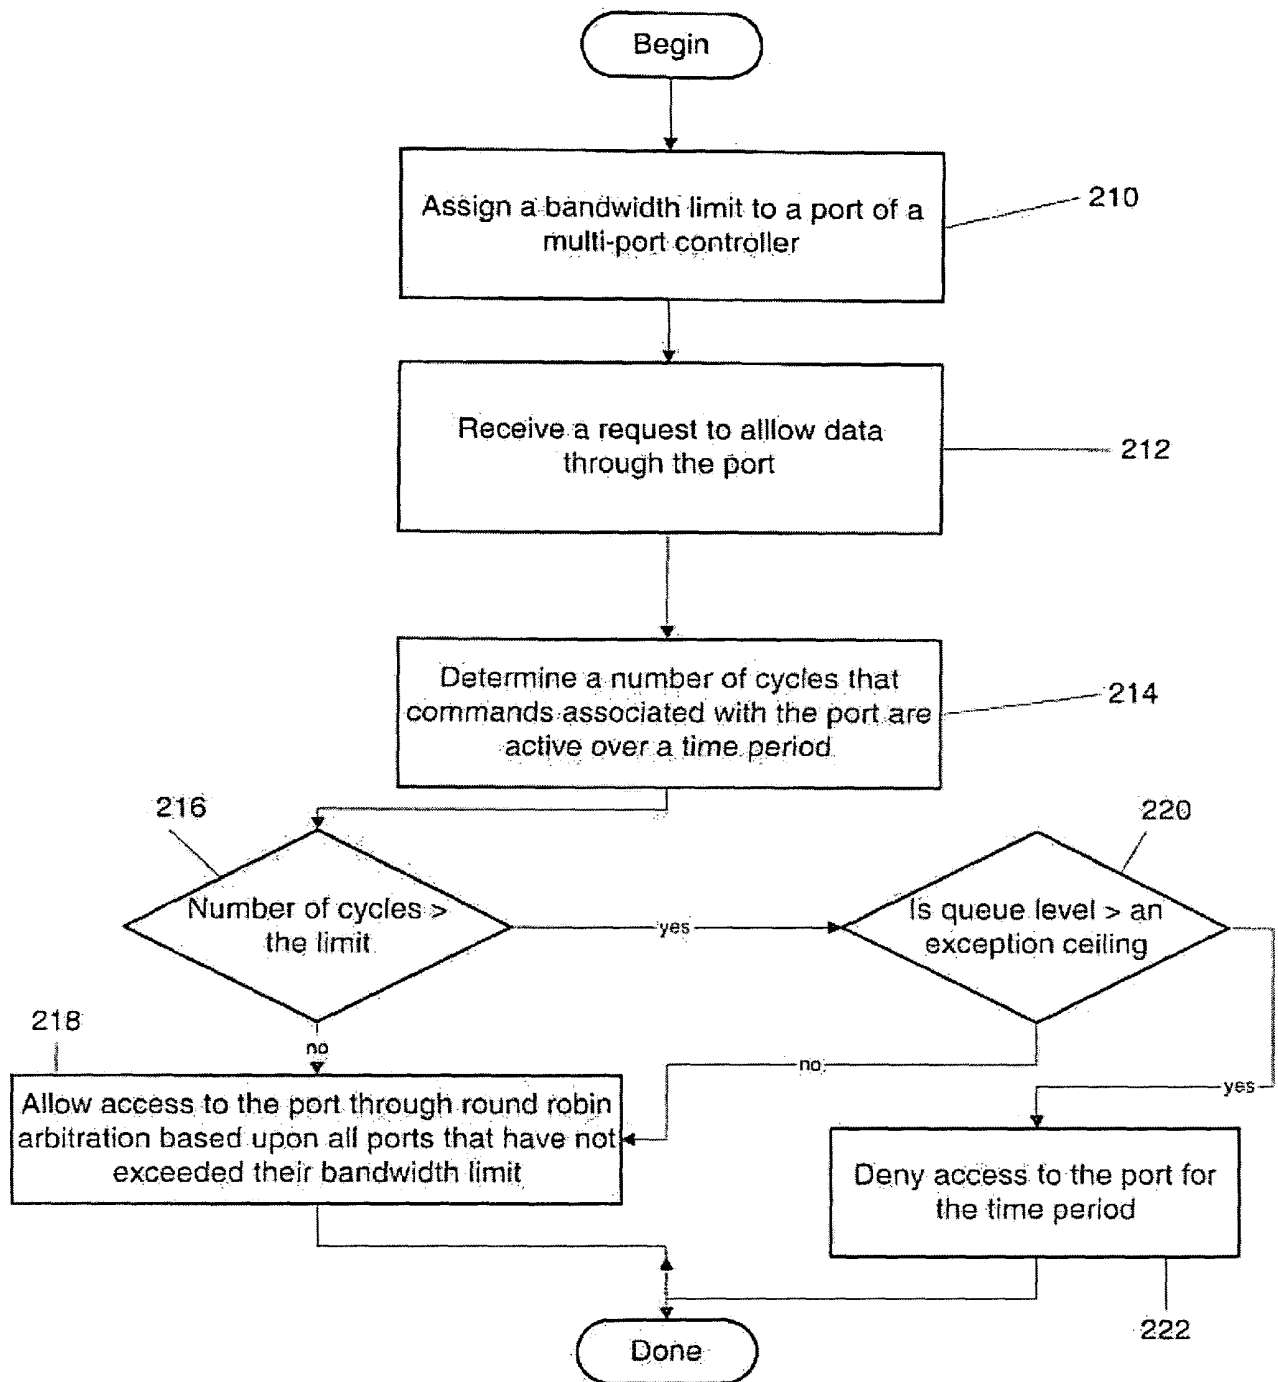 Begin
Assign a bandwidth limit to a port of a
multi-port controller
210
Receive a request to alllow data
through the port
212
Determine a number of cycles that
commands associated with the port are
active over a time period
214
216
Number of cycles >
the limit
yes
220
Is queue level > an
exception ceiling
218
no
no
yes
Allow access to the port through round robin
arbitration based upon all ports that have not
exceeded their bandwidth limit
Deny access to the port for
the time period
222
Done